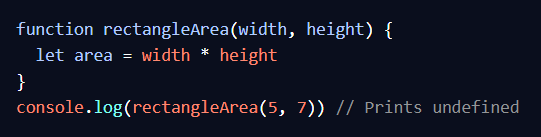 function rectangleArea(width, height) {
  let area = width * height
}
console.log(rectangleArea(5, 7)) // Prints undefined